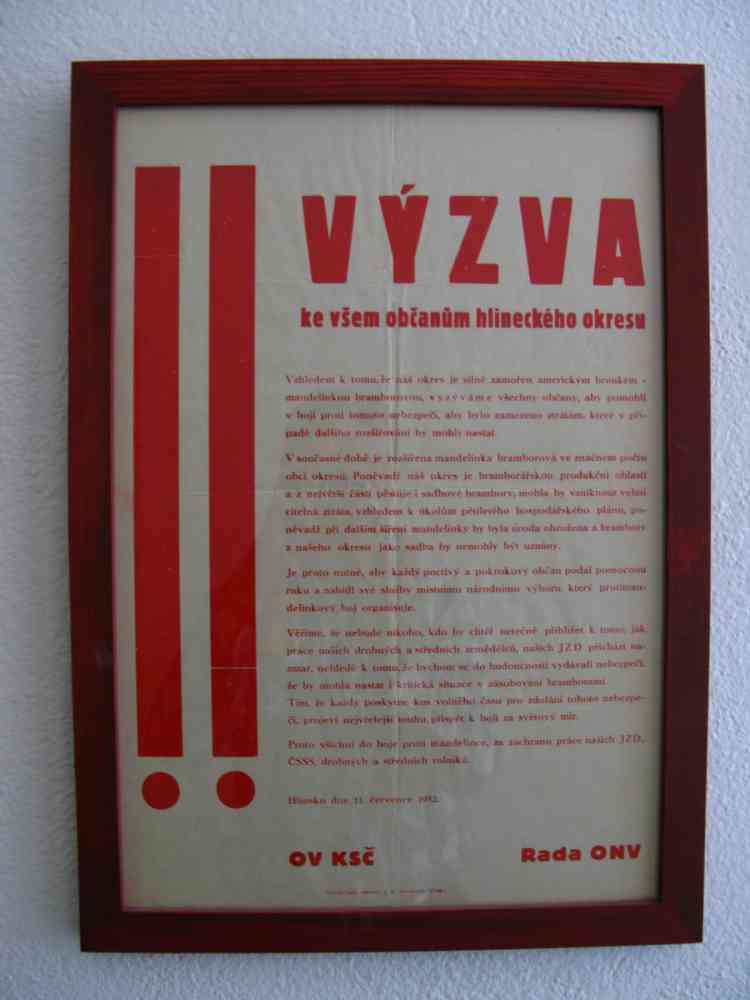 !!
VÝZVA
ke všem občanům hlineckého okresu
Vzhledem k tomu, že náš okres je silně zamořen americkým broukem -
mandelinkou bramborovou, vyzýváme všechny občany, aby pomohli
v boji proti tomuto nebezpečí, aby bylo zamezeno ztrátám, které v pří-
padě dalšího rozšiřování by mohly nastat.
V současné době je rozšířena mandelinka bramborová ve značném počtu
obcí okresu. Poněvadž náš okres je bramborářskou produkční oblastí
a z největší části pěstuje i sadbové brambory, mohla by vzniknout velmi
citelná ztráta, vzhledem k úkolům pětiletého hospodářského plánu, po-
něvadž při dalším šíření mandelinky by byla úroda ohrožena a brambory
z našeho okresu jako sadba by nemohly být uznány.
Je proto nutné, aby každý poctivý a pokrokový občan podal pomocnou
ruku a nabídl své služby místnímu národnímu výboru, který protiman-
delinkový boj organisuje.
Věříme, že nebude nikoho, kdo by chtěl netečně přihlížet k tomu, jak
práce našich drobných a středních zemědělců, našich JZD přichází na-
zmar, nehledě k tomu, že bychom se do budoucnosti vydávali nebezpečí,
že by mohla nastat i kritická situace v zásobování bramborami.
Tím, že každý poskytne kus volného času pro zdolání tohoto nebezpe-
čí, projeví nejvřelejší touhu, přispět k boji za světový mír.
Proto všichni do boje proti mandelince, za záchranu práce našich JZD,
ČSSS, drobných a středních rolníků.
Hlinsko dne 11. července 1952.
OV KSČ
Rada ONV